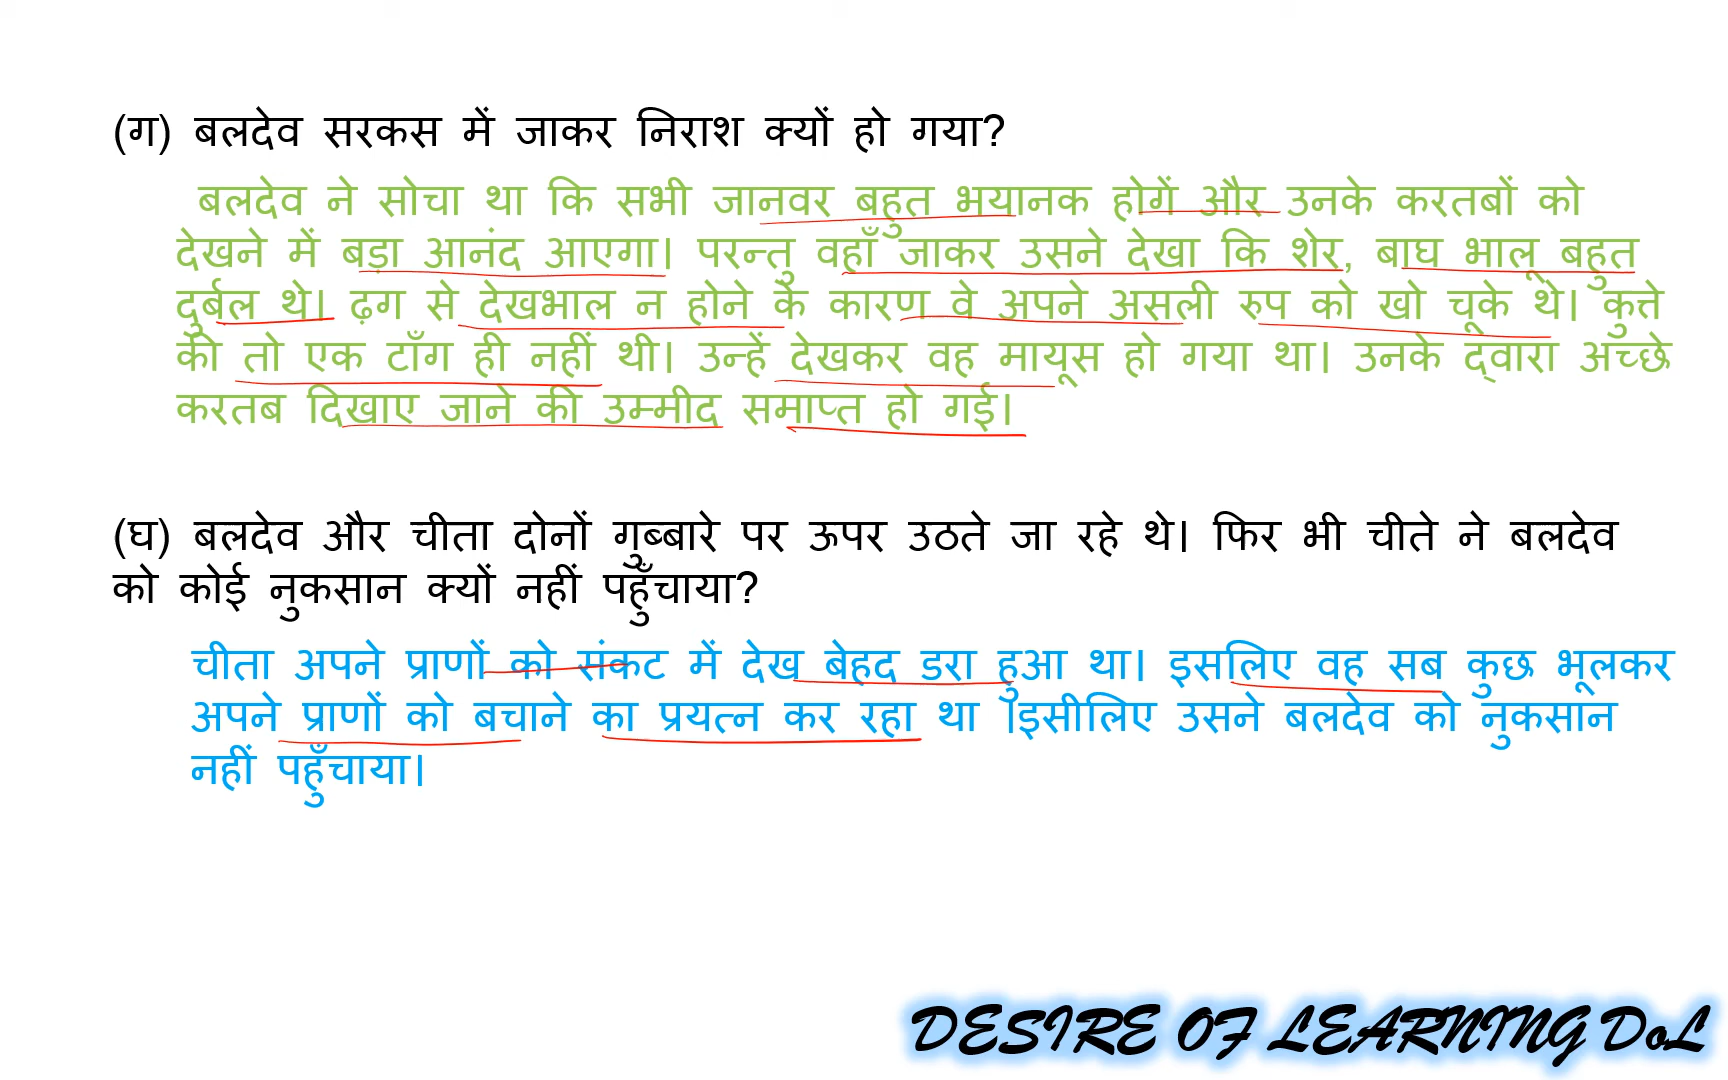 (ग) बलदेव सरकस में जाकर निराश क्यों हो गया?
बलदेव ने सोचा था कि सभी जानवर बहुत भयानक होगें और उनके करतबों को
देखने में बड़ा आनंद आएगा। परन्तु वहाँ जाकर उसने देखा कि शेर, बाघ भालू बहुत
दुर्बल थे। ढ़ग से देखभाल न होने के कारण वे अपने असली रुप को खो चूके थे। कुत्ते
की तो एक टाँग ही नहीं थी। उन्हें देखकर वह मायूस हो गया था। उनके द्वारा अच्छे
करतब दिखाए जाने की उम्मीद समाप्त हो गई।
(घ) बलदेव और चीता दोनों गुब्बारे पर ऊपर उठते जा रहे थे। फिर भी चीते ने बलदेव
को कोई नुकसान क्यों नहीं पहुँचाया?
चीता अपने प्राणों को संकट में देख बेहद डरा हुआ था। इसलिए वह सब कुछ भूलकर
अपने प्राणों को बचाने का प्रयत्न कर रहा था ।इसीलिए उसने बलदेव को नुकसान
नहीं पहुँचाया।
DESIRE OF LEARNING DoL